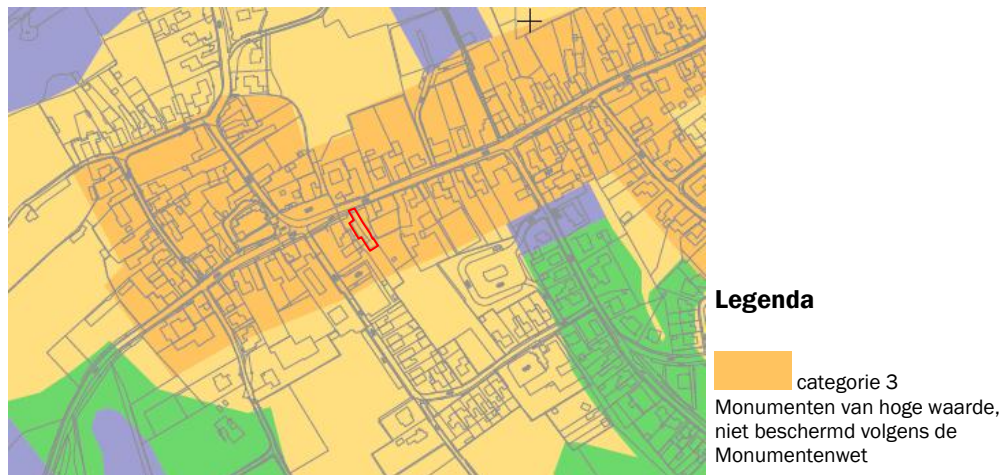 Legenda
categorie 3
Monumenten van hoge waarde,
niet beschermd volgens de
Monumentenwet